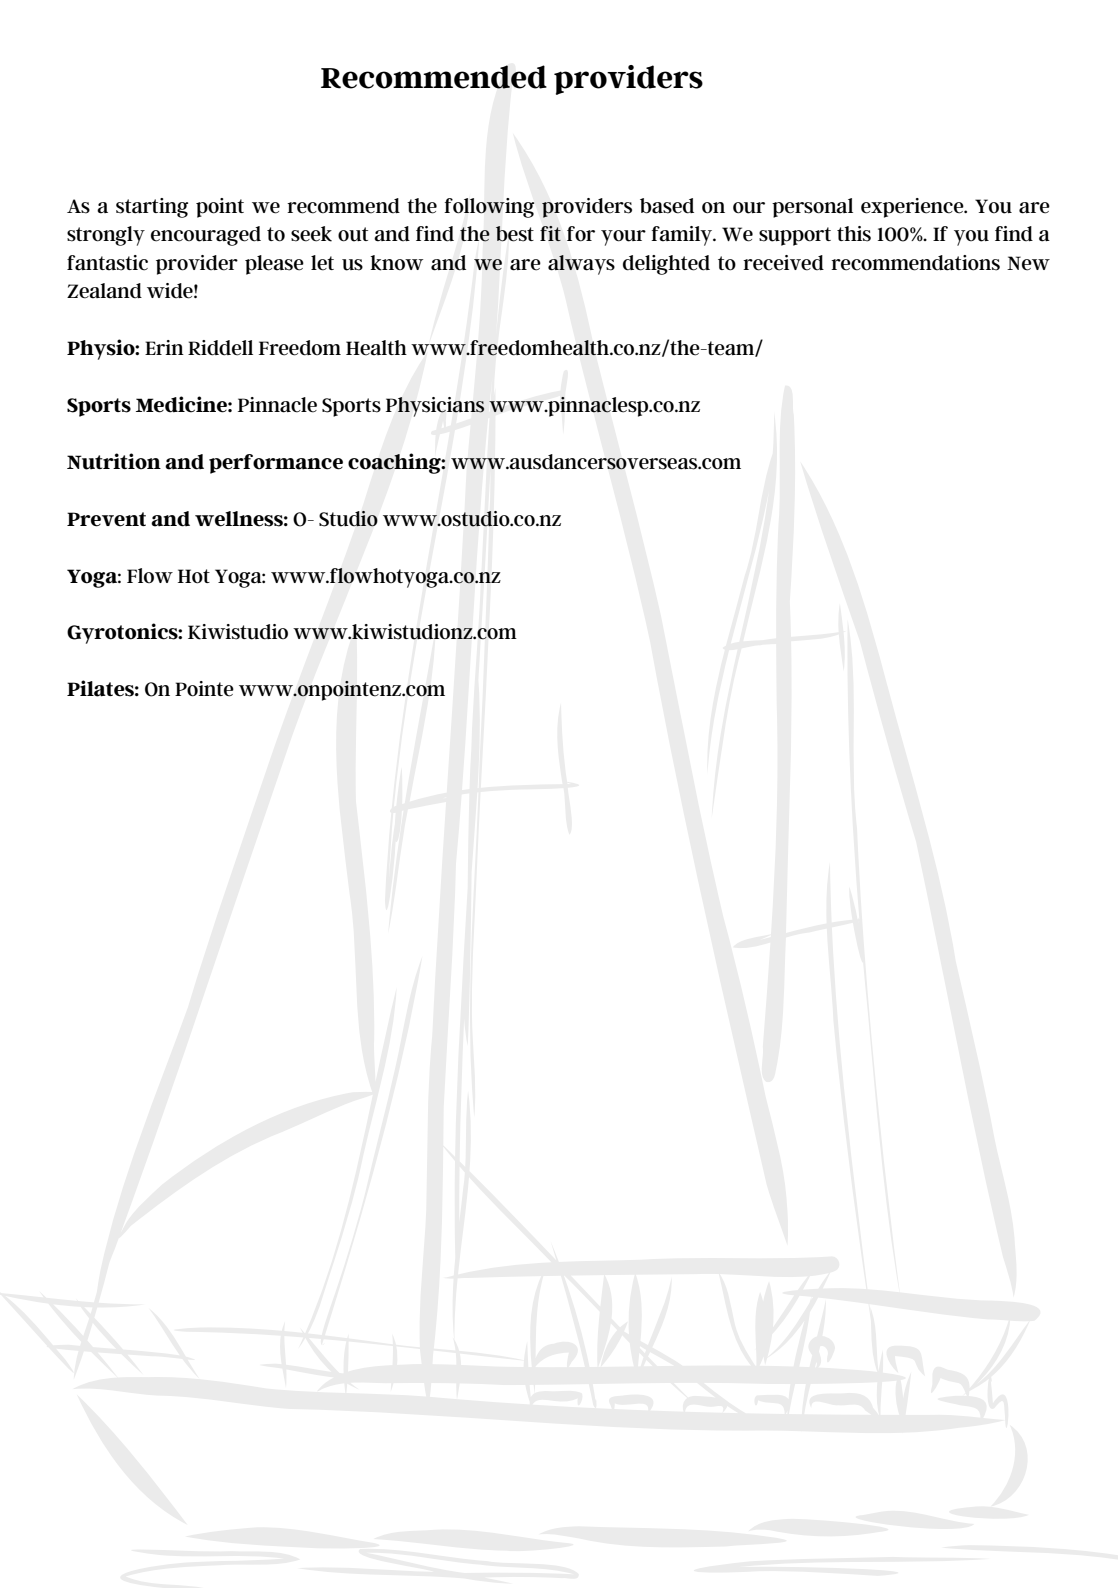 Recommended providers
As a starting point we recommend the following providers based on our personal experience. You are
strongly encouraged to seek out and find the best fit for your family. We support this 100%. If you find a
fantastic provider please let us know and we are always delighted to received recommendations New
Zealand wide!
Physio: Erin Riddell Freedom Health www.freedomhealth.co.nz/the-team/
Sports Medicine: Pinnacle Sports Physicians www.pinnaclesp.co.nz
Nutrition and performance coaching: www.ausdancersoverseas.com
Prevent and wellness: O- Studio www.ostudio.co.nz
Yoga: Flow Hot Yoga: www.flowhotyoga.co.nz
Gyrotonics: Kiwistudio www.kiwistudionz.com
Pilates: On Pointe www.onpointenz.com